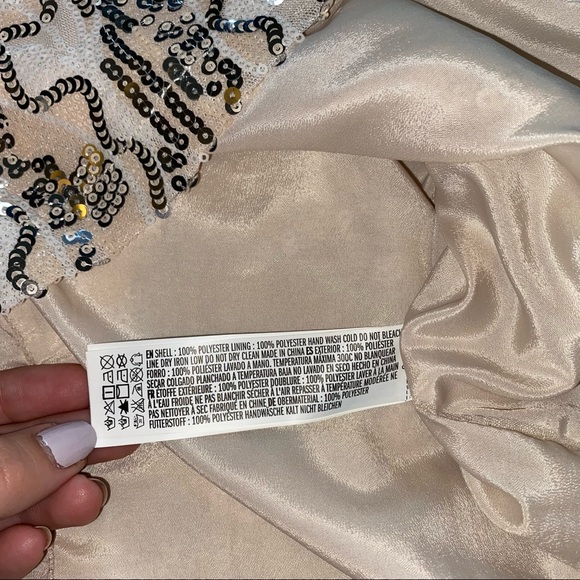 EN SHELL : 100% POLYESTER LINING : 100% POLYESTER HAND WASH COLD DO NOT BLEACH
LINE DRY IRON LOW DO NOT DRY CLEAN MADE IN CHINA ES EXTERIOR : 100% POLIÉSTER
FORRO : 100% POLIÉSTER LAVADO A MANO. TEMPERATURA MÁXIMA 300C NO BLANQUEAR
SECAR COLGADO PLANCHADO A TEMPERATURA BAJA NO LAVADO EN SECO HECHO EN CHINA
FR ÉTOFFE EXTÉRIEURE : 100% POLYESTER DOUBLURE : 100% POLYESTER LAVER À LA MAIN
À L'EAU FROIDE NE PAS BLANCHIR SÉCHER À L'AIR REPASSER À TEMPÉRATURE MODÉRÉE NE
PAS NETTOYER À SEC FABRIQUÉ EN CHINE DE OBERMATERIAL : 100% POLYESTER
FUTTERSTOFF : 100% POLYESTER HANDWÄSCHE KALT NICHT BLEICHEN